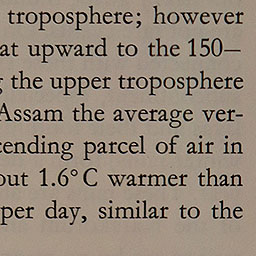 troposphere; however
at upward to the 150–
the upper troposphere
Assam the average ver-
ending parcel of air in
out 1.6° C warmer than
per day, similar to the